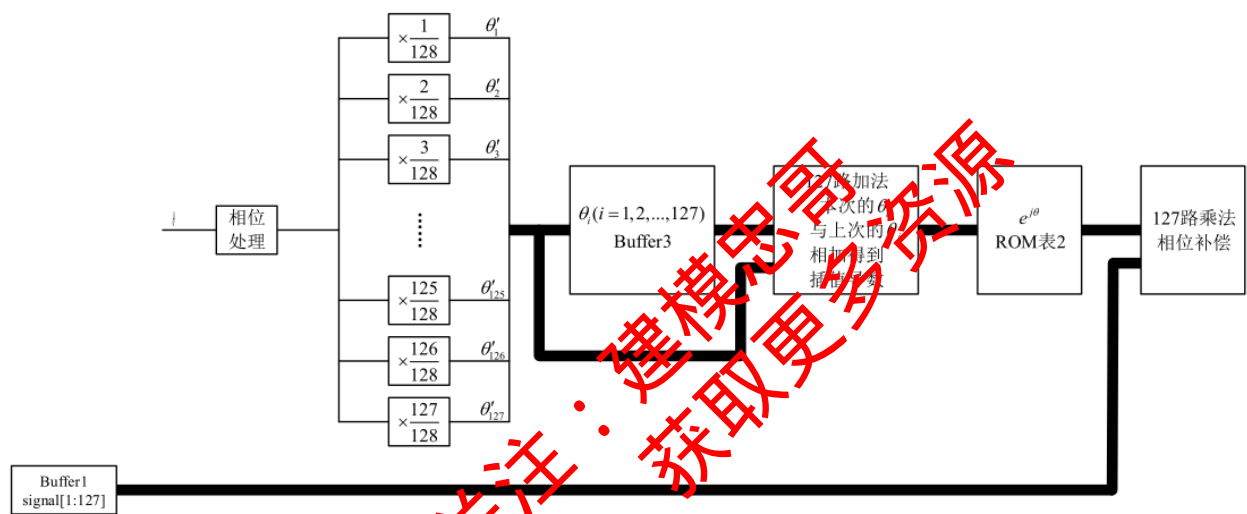 ×1/128
θ′₁
×2/128
θ′₂
×3/128
θ′₃
相位
处理
θᵢ(i=1,2,...,127)
Buffer3
127路加法
本次的θ
与上次的
相加得到
插值
数
e^{jθ}
ROM表2
127路乘法
相位补偿
×125/128
θ′₁₂₅
×126/128
θ′₁₂₆
×127/128
θ′₁₂₇
Buffer1
signal[1:127]
注：建模忠哥
获取更多资源